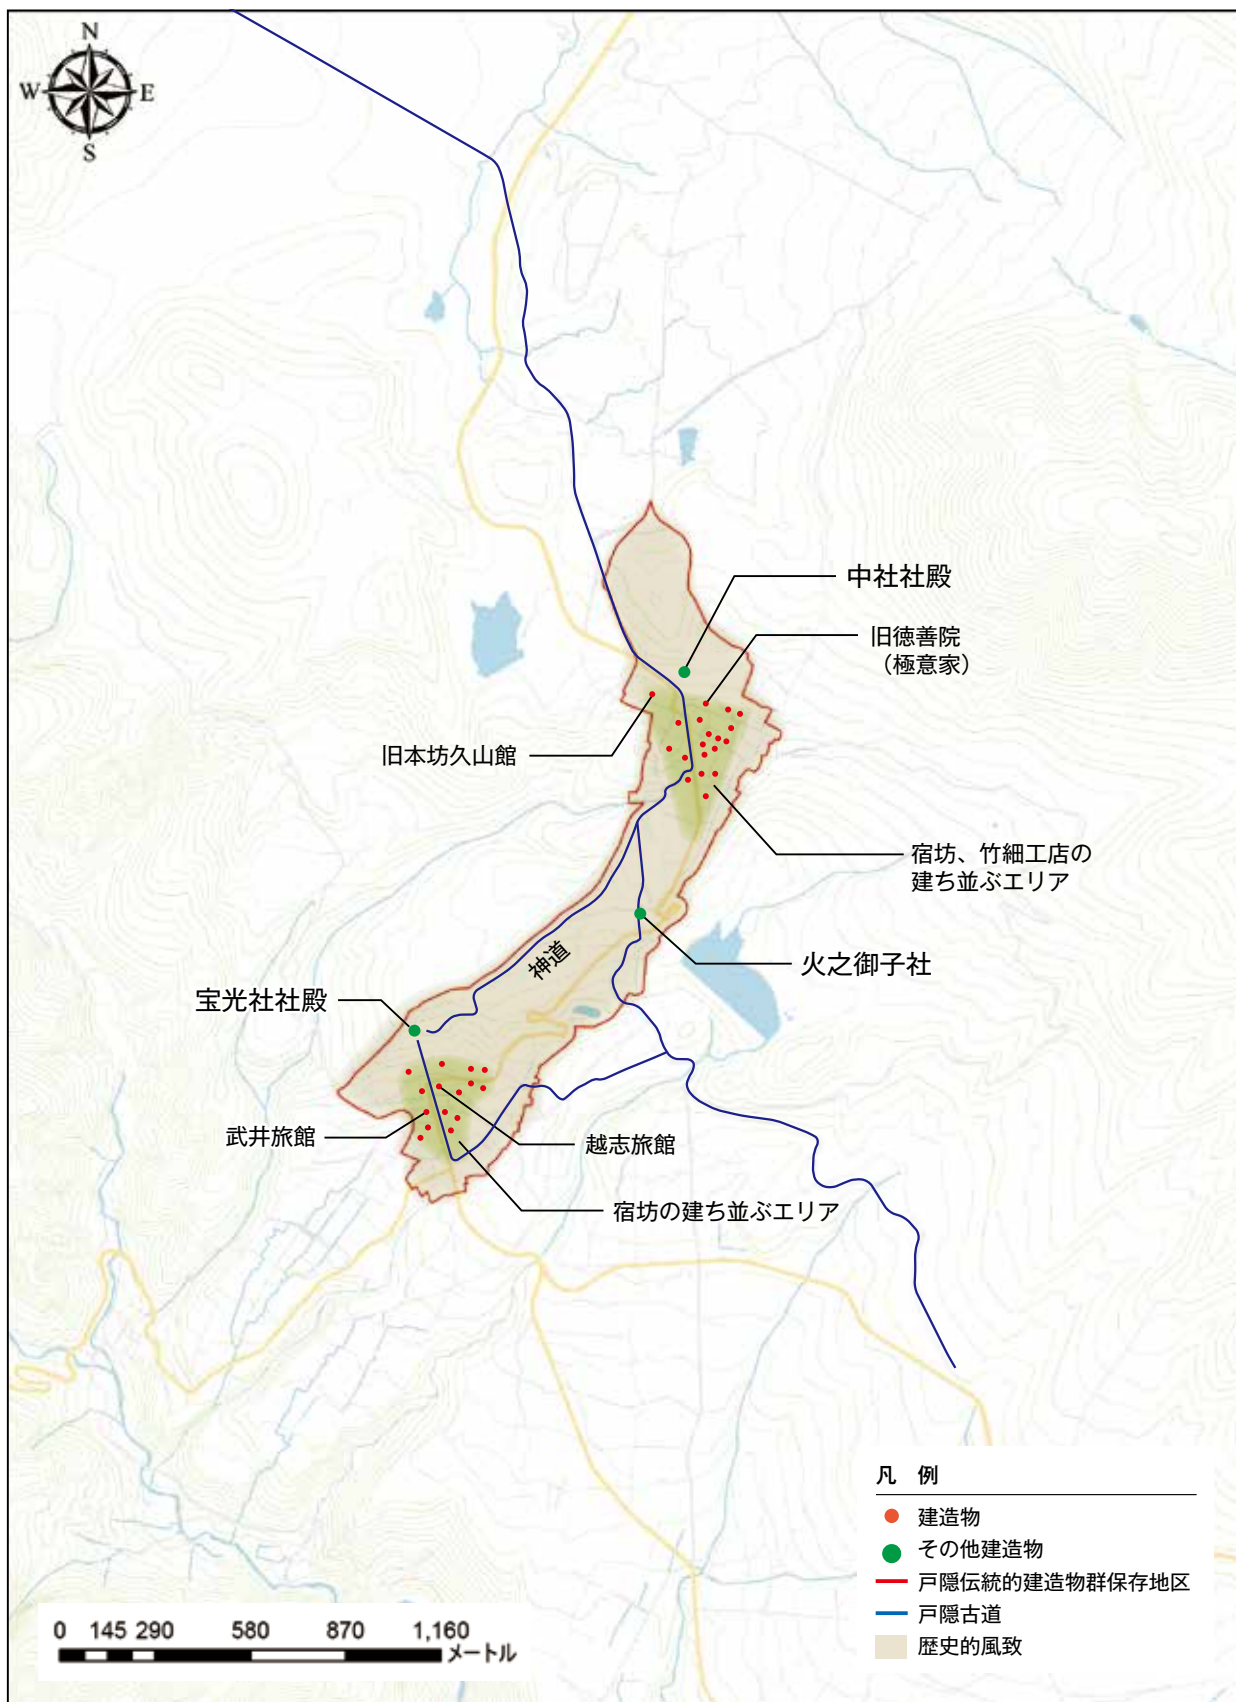 N
W
E
S
中社社殿
旧徳善院
（極意家）
旧本坊久山館
宿坊、竹細工店の
建ち並ぶエリア
神道
火之御子社
宝光社社殿
武井旅館
越志旅館
宿坊の建ち並ぶエリア
凡 例
建造物
その他建造物
戸隠伝統的建造物群保存地区
戸隠古道
歴史的風致
0 145 290 580 870 1,160
メートル